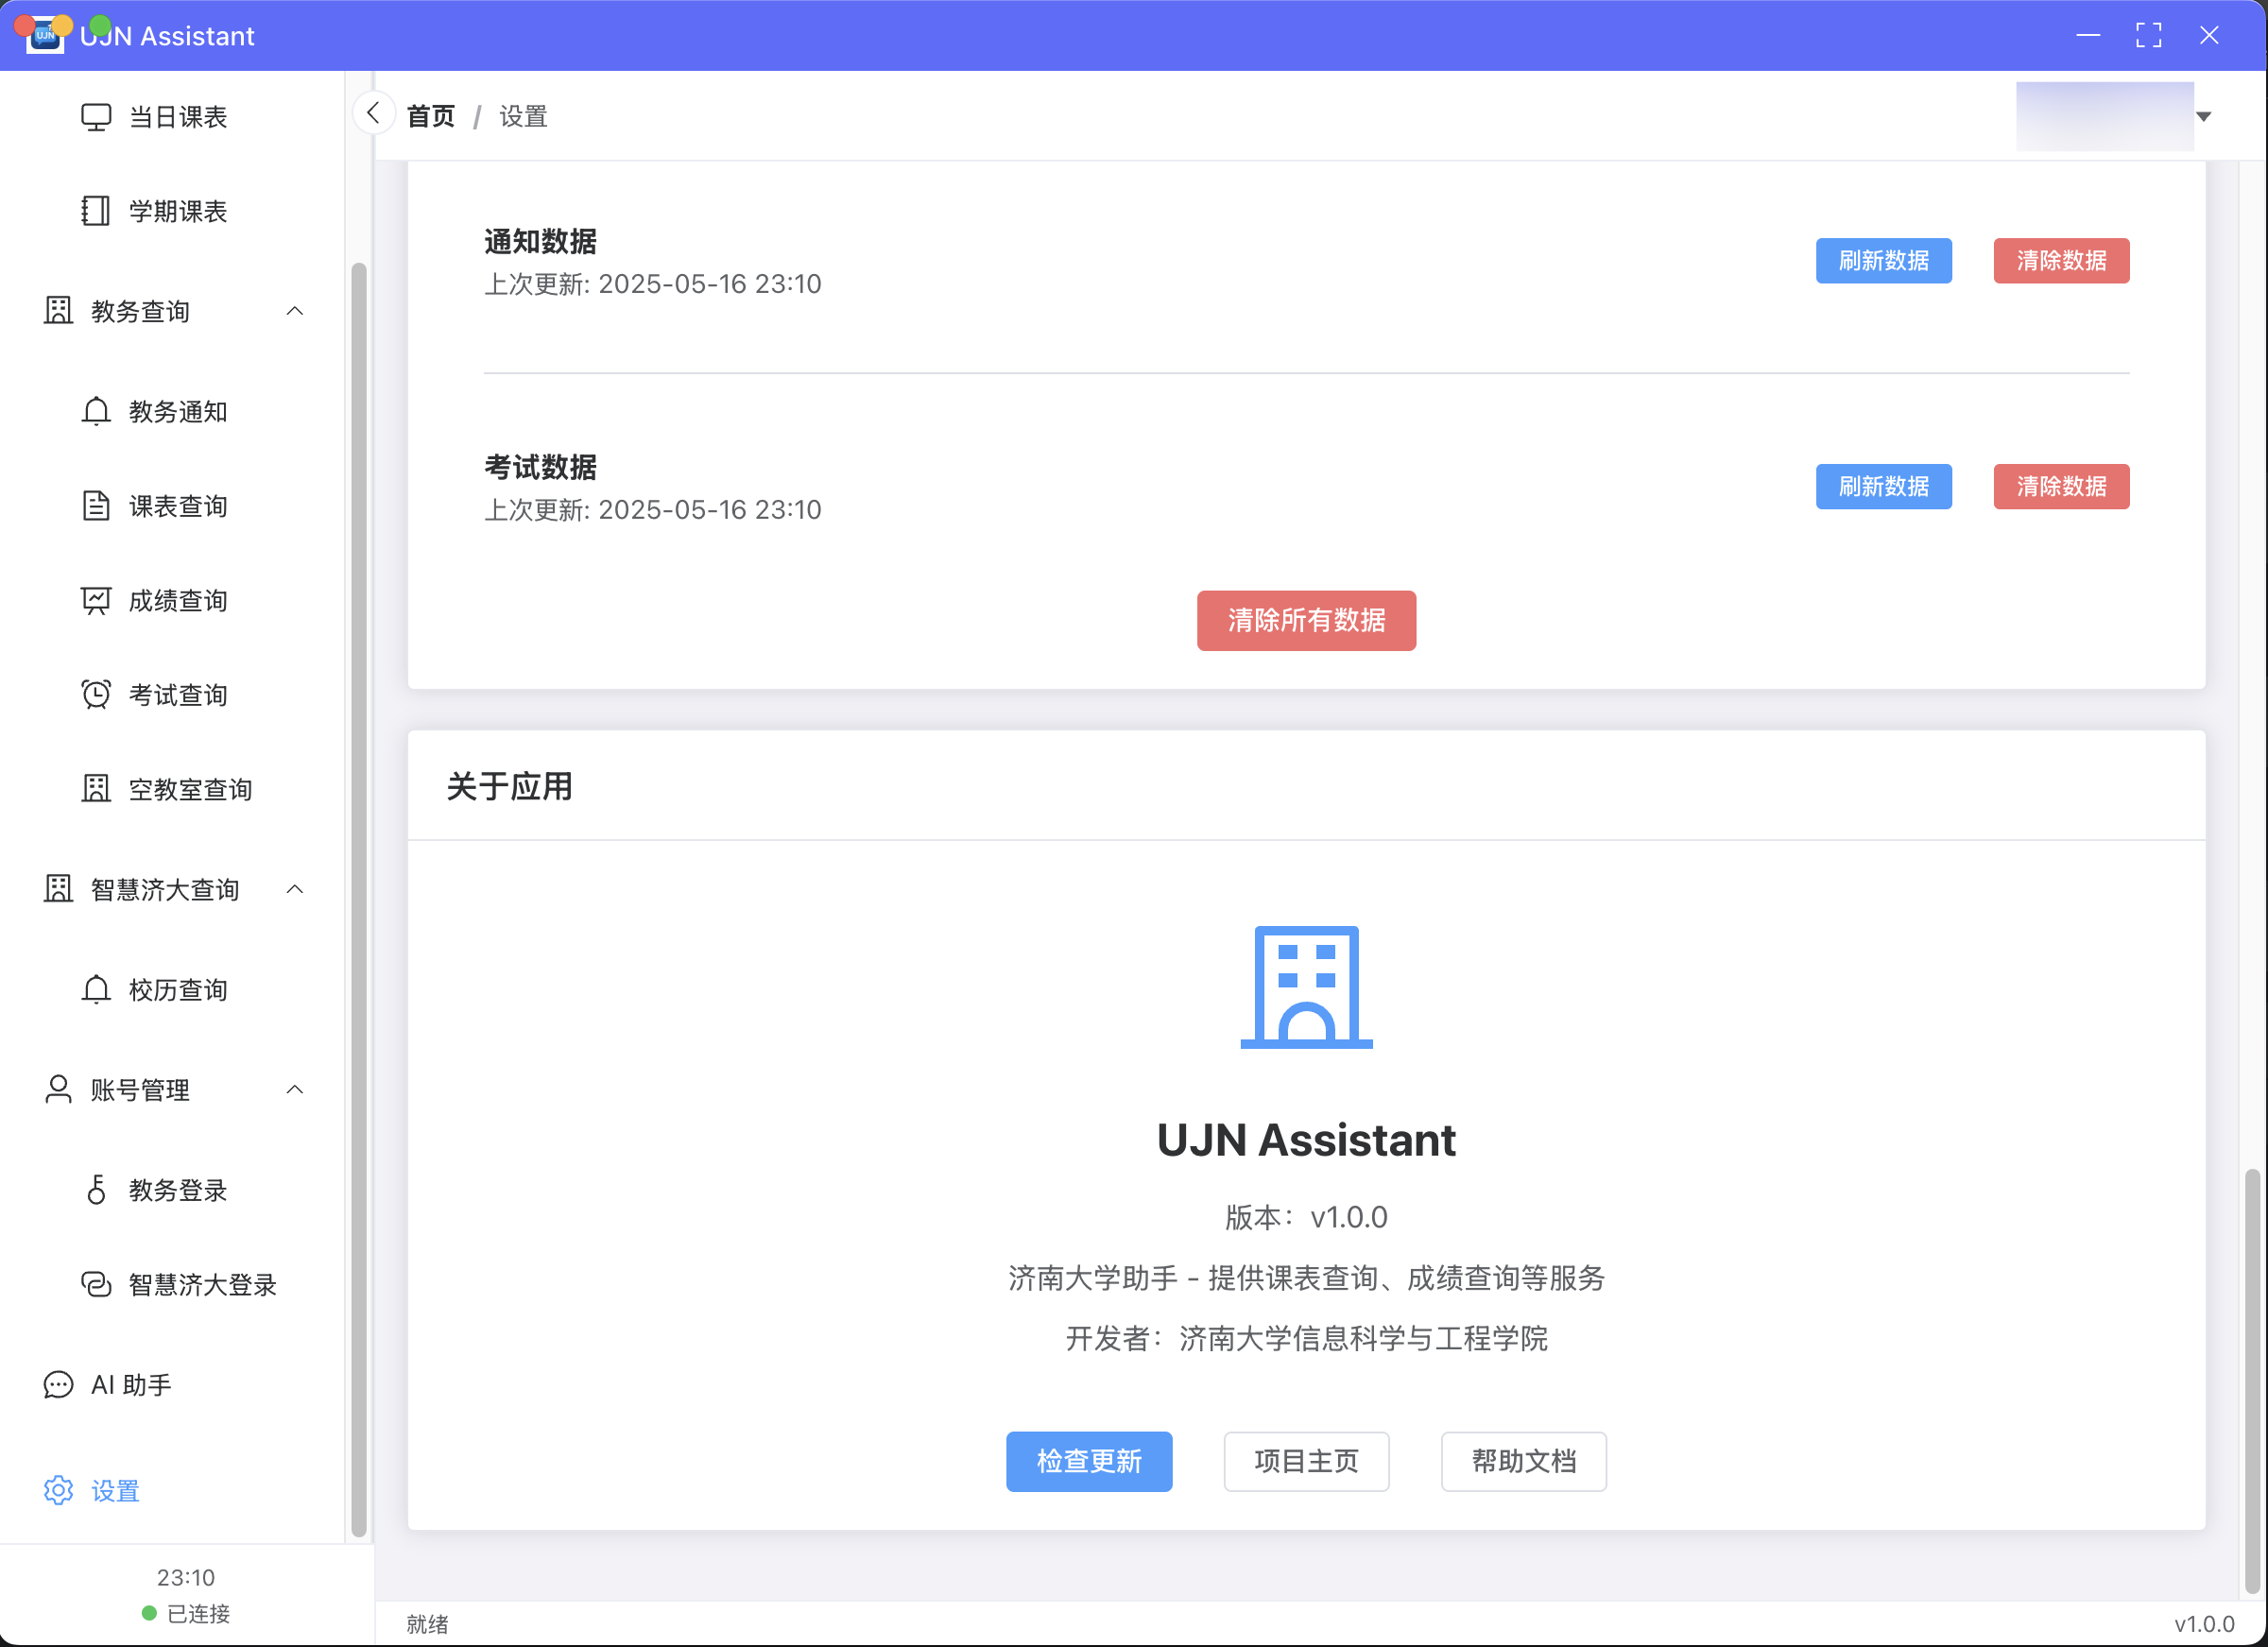 UJN Assistant
当日课表
学期课表
教务查询
教务通知
课表查询
成绩查询
考试查询
空教室查询
智慧济大查询
校历查询
账号管理
教务登录
智慧济大登录
AI 助手
设置
23:10
已连接
首页 / 设置
通知数据
上次更新: 2025-05-16 23:10
刷新数据 清除数据
考试数据
上次更新: 2025-05-16 23:10
刷新数据 清除数据
清除所有数据
关于应用
UJN Assistant
版本：v1.0.0
济南大学助手 - 提供课表查询、成绩查询等服务
开发者：济南大学信息科学与工程学院
检查更新 项目主页 帮助文档
就绪 v1.0.0